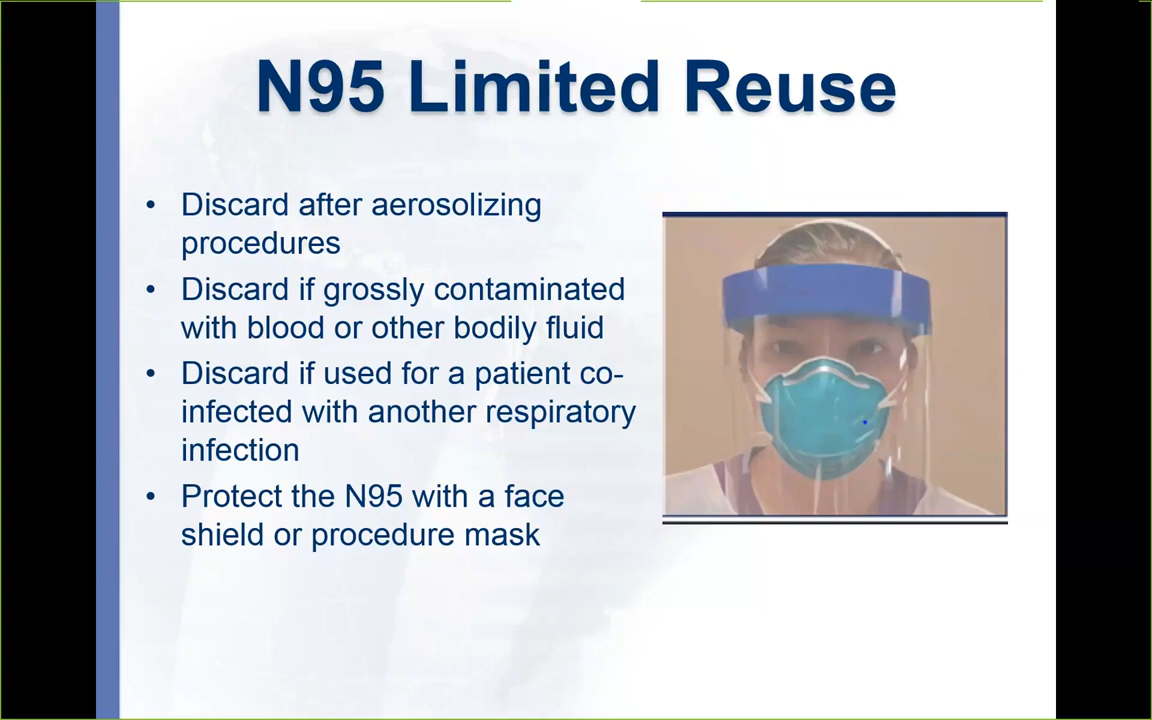 N95 Limited Reuse
• Discard after aerosolizing
procedures
• Discard if grossly contaminated
with blood or other bodily fluid
• Discard if used for a patient co-
infected with another respiratory
infection
• Protect the N95 with a face
shield or procedure mask